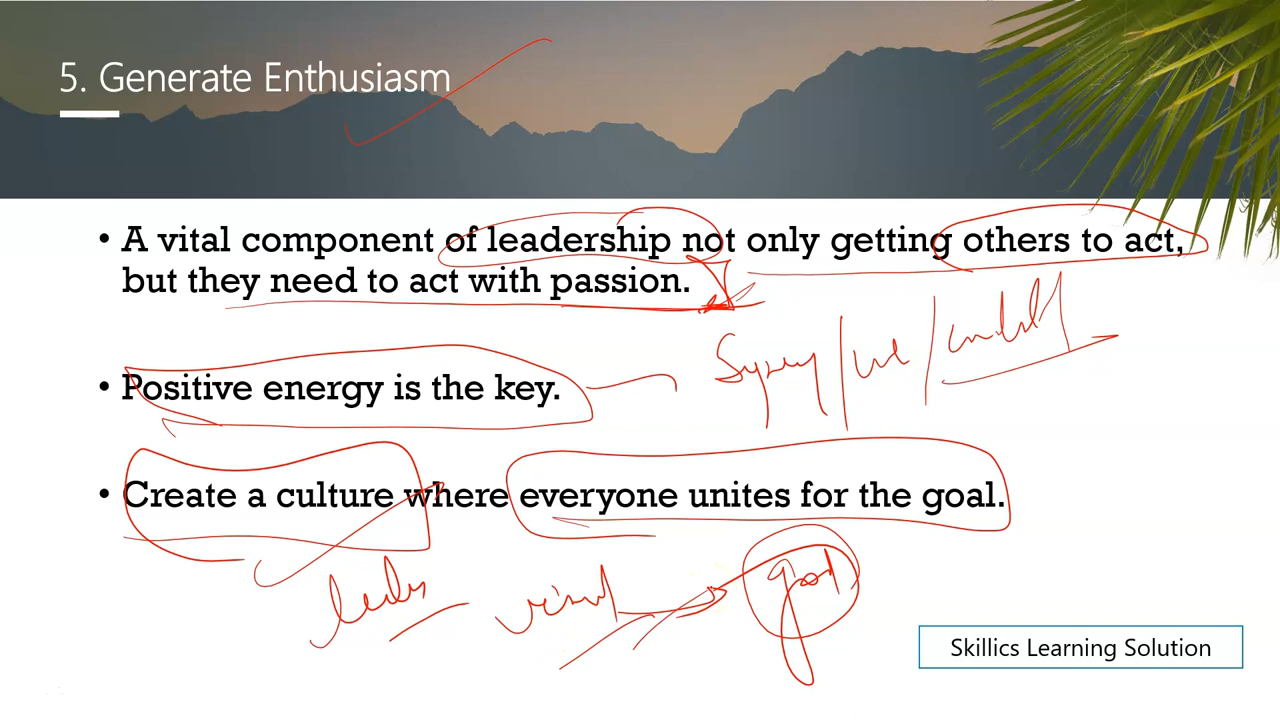 5. Generate Enthusiasm
• A vital component of leadership not only getting others to act,
but they need to act with passion.
• Positive energy is the key.
• Create a culture where everyone unites for the goal.
goal
Skillics Learning Solution